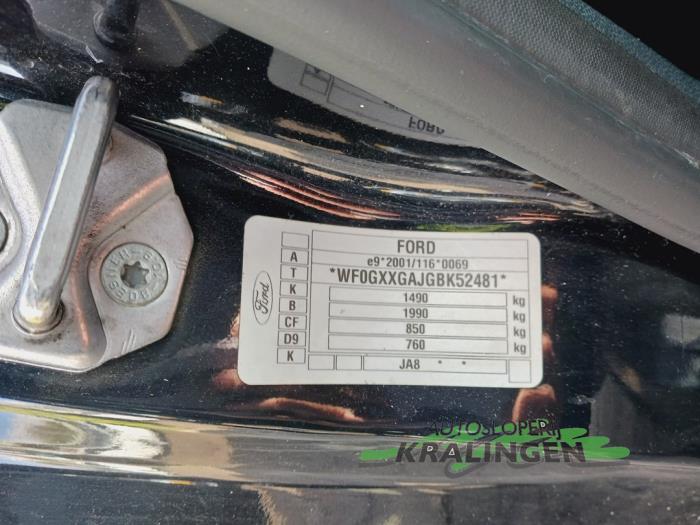 FORD
FORD
A e9*2001/116*0069
T *WF0GXXGAJGBK52481*
K 1490 kg
B 1990 kg
CF 850 kg
D9 760 kg
K JA8 * *
Ford
AUTOSLOPERIJ
KRALINGEN